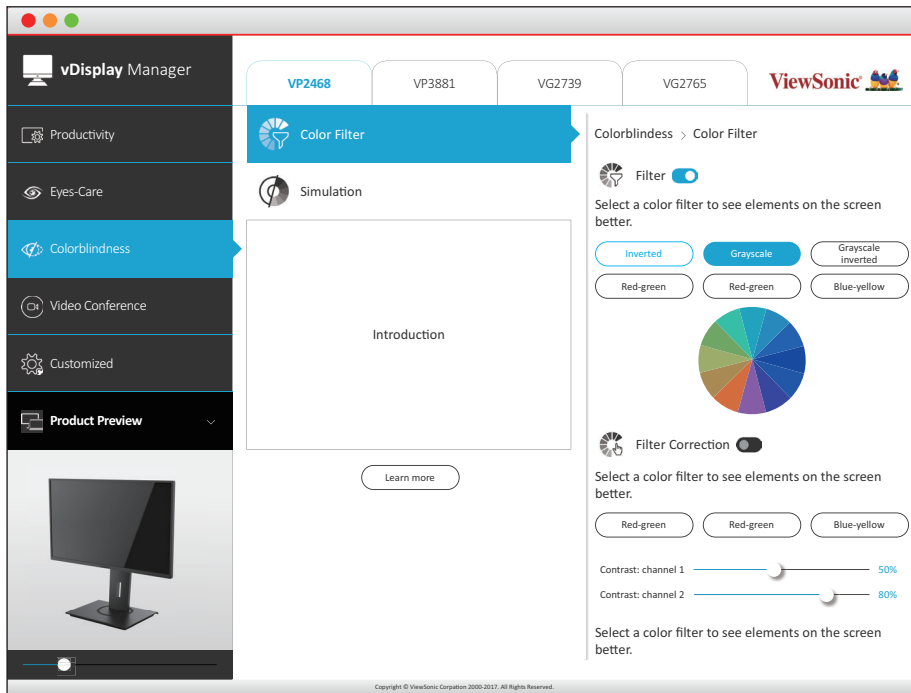 vDisplay Manager
VP2468
VP3881
VG2739
VG2765
ViewSonic
Productivity
Eyes-Care
Colorblindness
Video Conference
Customized
Product Preview
Color Filter
Simulation
Introduction
Learn more
Colorblindeess > Color Filter
Filter
Select a color filter to see elements on the screen
better.
Inverted
Grayscale
Grayscale
inverted
Red-green
Red-green
Blue-yellow
Filter Correction
Select a color filter to see elements on the screen
better.
Red-green
Red-green
Blue-yellow
Contrast: channel 1
50%
Contrast: channel 2
80%
Select a color filter to see elements on the screen
better.
Copyright © ViewSonic Corpation 2000-2017. All Rights Reserved.